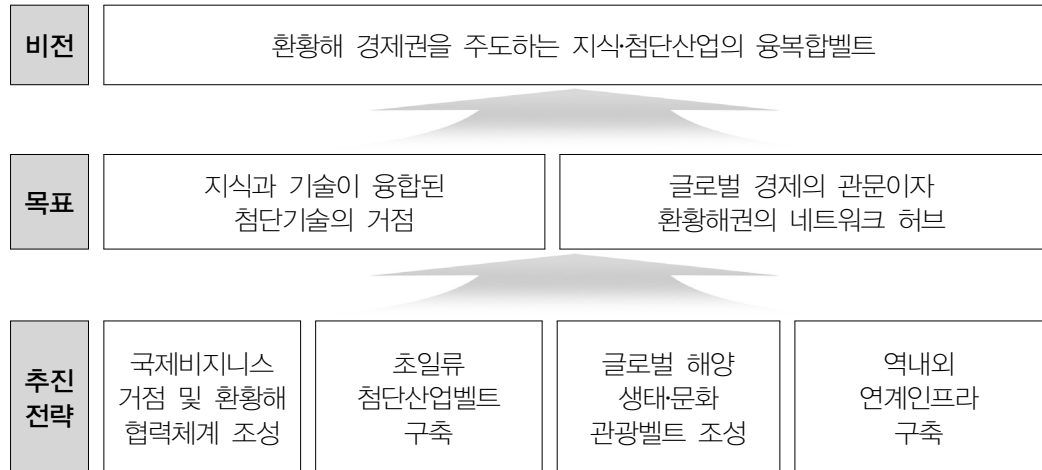 비전
환황해 경제권을 주도하는 지식·첨단산업의 융복합벨트
목표
지식과 기술이 융합된
첨단기술의 거점
글로벌 경제의 관문이자
환황해권의 네트워크 허브
추진
전략
국제비지니스
거점 및 환황해
협력체계 조성
초일류
첨단산업벨트
구축
글로벌 해양
생태·문화
관광벨트 조성
역내외
연계인프라
구축